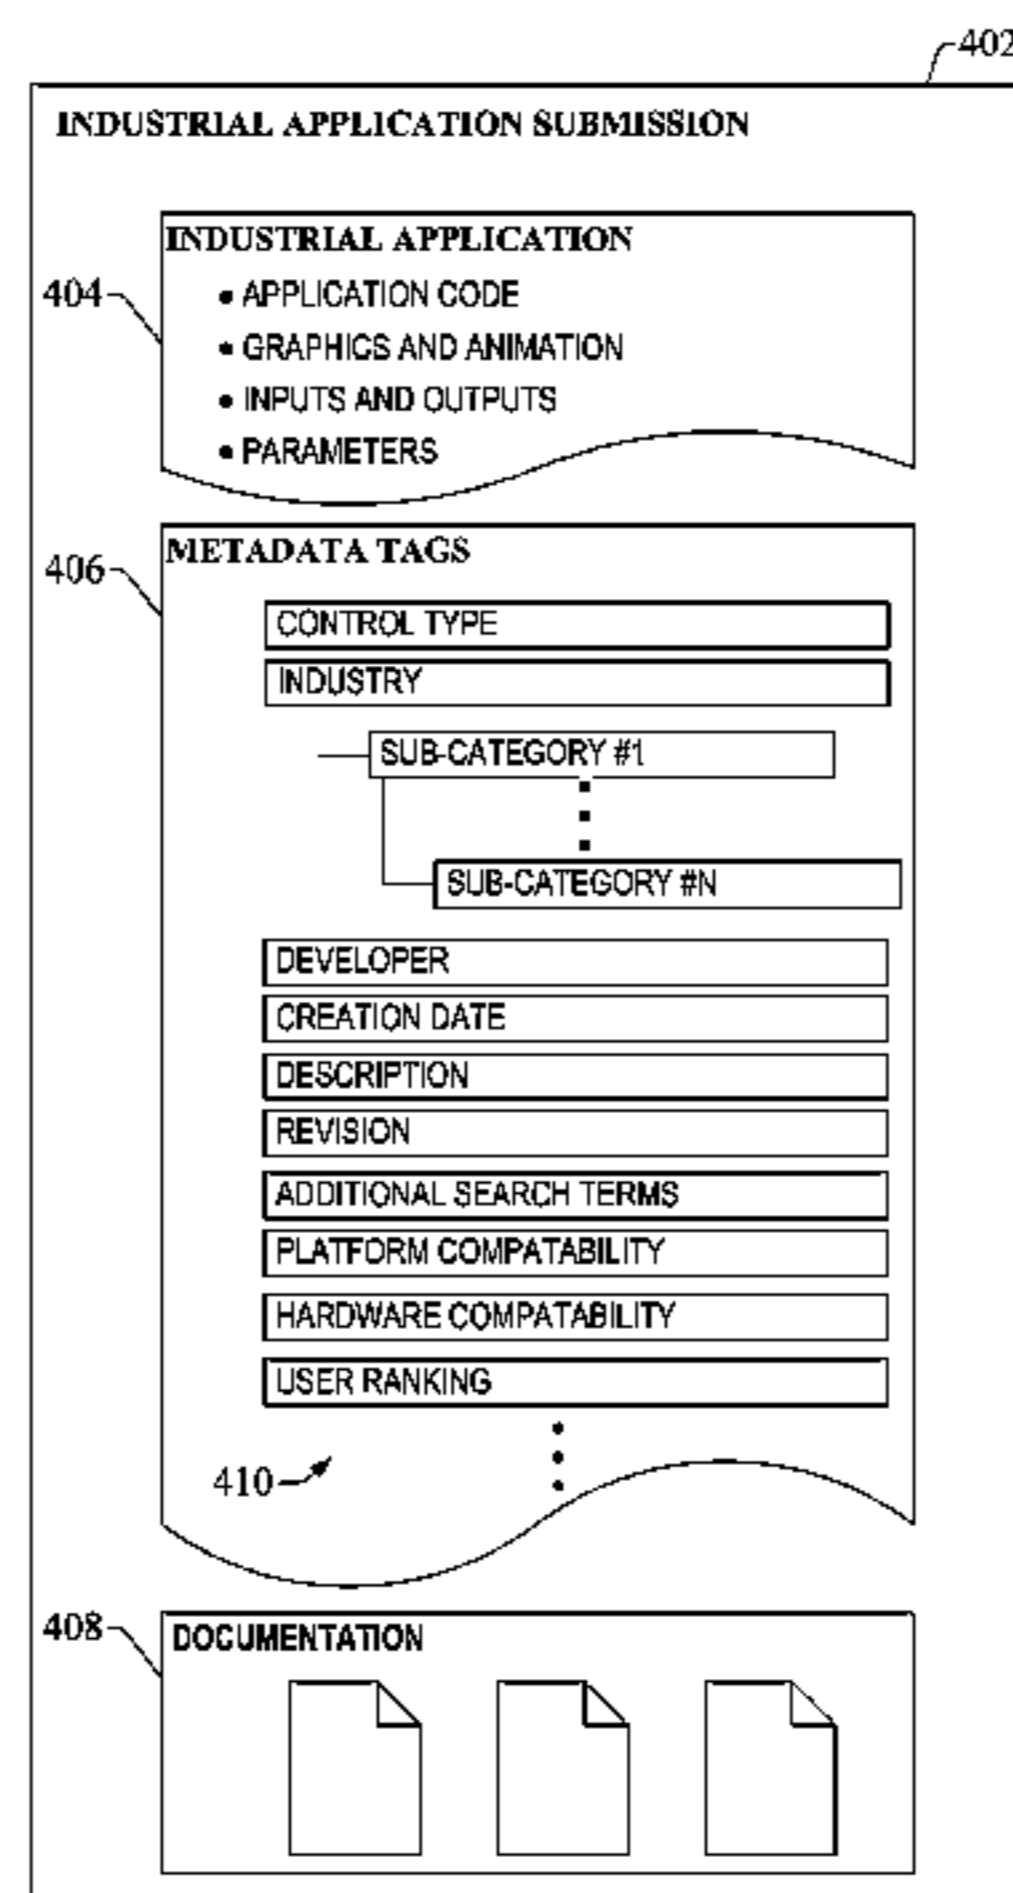 402
INDUSTRIAL APPLICATION SUBMISSION
INDUSTRIAL APPLICATION
404
• APPLICATION CODE
• GRAPHICS AND ANIMATION
• INPUTS AND OUTPUTS
• PARAMETERS
METADATA TAGS
406
CONTROL TYPE
INDUSTRY
SUB-CATEGORY #1
SUB-CATEGORY #N
DEVELOPER
CREATION DATE
DESCRIPTION
REVISION
ADDITIONAL SEARCH TERMS
PLATFORM COMPATABILITY
HARDWARE COMPATABILITY
USER RANKING
410
408
DOCUMENTATION